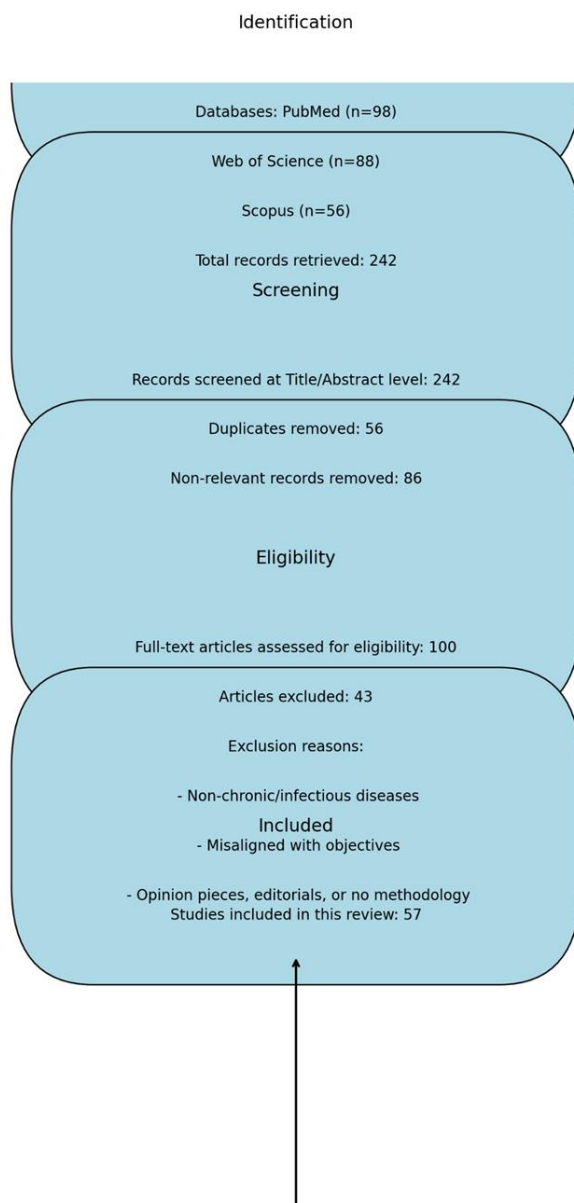 Identification
Databases: PubMed (n=98)
Web of Science (n=88)
Scopus (n=56)
Total records retrieved: 242
Screening
Records screened at Title/Abstract level: 242
Duplicates removed: 56
Non-relevant records removed: 86
Eligibility
Full-text articles assessed for eligibility: 100
Articles excluded: 43
Exclusion reasons:
- Non-chronic/infectious diseases
Included
- Misaligned with objectives
- Opinion pieces, editorials, or no methodology
Studies included in this review: 57